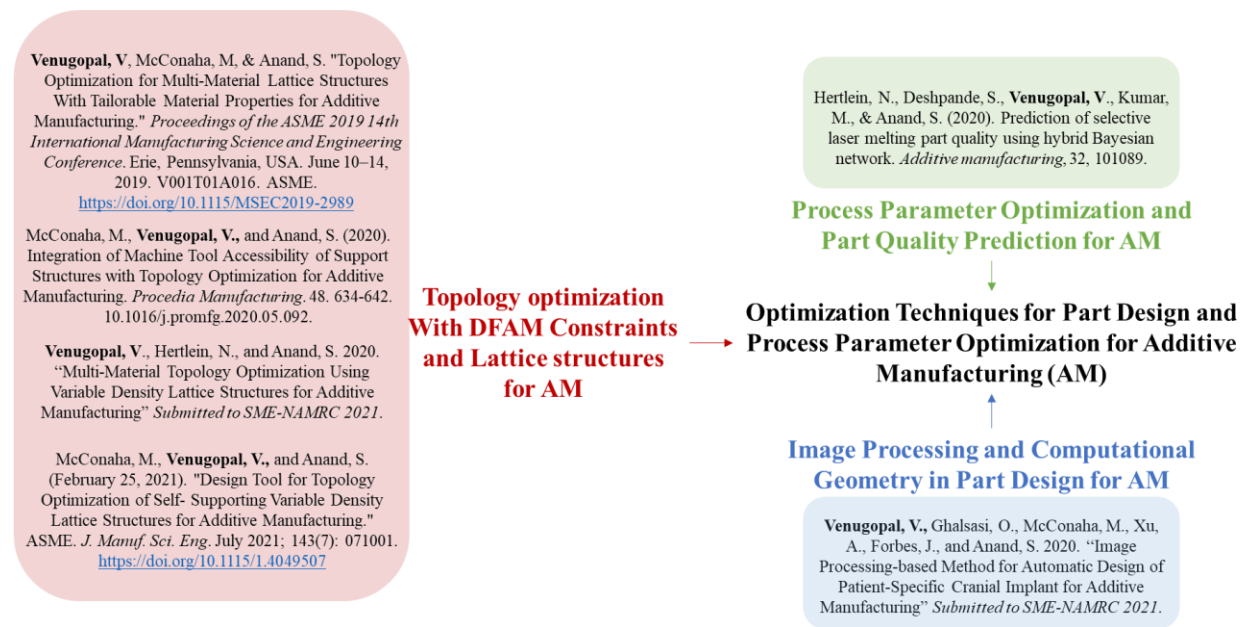 Venugopal, V, McConaha, M, & Anand, S. "Topology
Optimization for Multi-Material Lattice Structures
With Tailorable Material Properties for Additive
Manufacturing." Proceedings of the ASME 2019 14th
International Manufacturing Science and Engineering
Conference. Erie, Pennsylvania, USA. June 10–14,
2019. V001T01A016. ASME.
https://doi.org/10.1115/MSEC2019-2989
McConaha, M., Venugopal, V., and Anand, S. (2020).
Integration of Machine Tool Accessibility of Support
Structures with Topology Optimization for Additive
Manufacturing. Procedia Manufacturing. 48. 634-642.
10.1016/j.promfg.2020.05.092.
Venugopal, V., Hertlein, N., and Anand, S. 2020.
“Multi-Material Topology Optimization Using
Variable Density Lattice Structures for Additive
Manufacturing” Submitted to SME-NAMRC 2021.
McConaha, M., Venugopal, V., and Anand, S.
(February 25, 2021). "Design Tool for Topology
Optimization of Self- Supporting Variable Density
Lattice Structures for Additive Manufacturing."
ASME. J. Manuf. Sci. Eng. July 2021; 143(7): 071001.
https://doi.org/10.1115/1.4049507
Topology optimization
With DFAM Constraints
and Lattice structures
for AM
Hertlein, N., Deshpande, S., Venugopal, V., Kumar,
M., & Anand, S. (2020). Prediction of selective
laser melting part quality using hybrid Bayesian
network. Additive manufacturing, 32, 101089.
Process Parameter Optimization and
Part Quality Prediction for AM
Optimization Techniques for Part Design and
Process Parameter Optimization for Additive
Manufacturing (AM)
Image Processing and Computational
Geometry in Part Design for AM
Venugopal, V., Ghalsasi, O., McConaha, M., Xu,
A., Forbes, J., and Anand, S. 2020. “Image
Processing-based Method for Automatic Design of
Patient-Specific Cranial Implant for Additive
Manufacturing” Submitted to SME-NAMRC 2021.